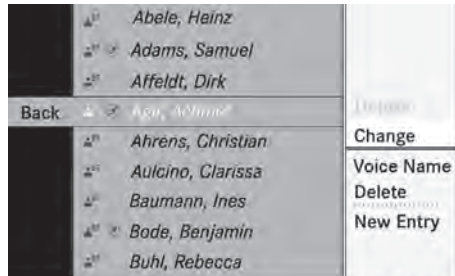 Abele, Heinz
Adams, Samuel
Affeldt, Dirk
Back
Ahrens, Christian
Aulcino, Clarissa
Baumann, Ines
Bode, Benjamin
Buhl, Rebecca
Change
Voice Name
Delete
New Entry